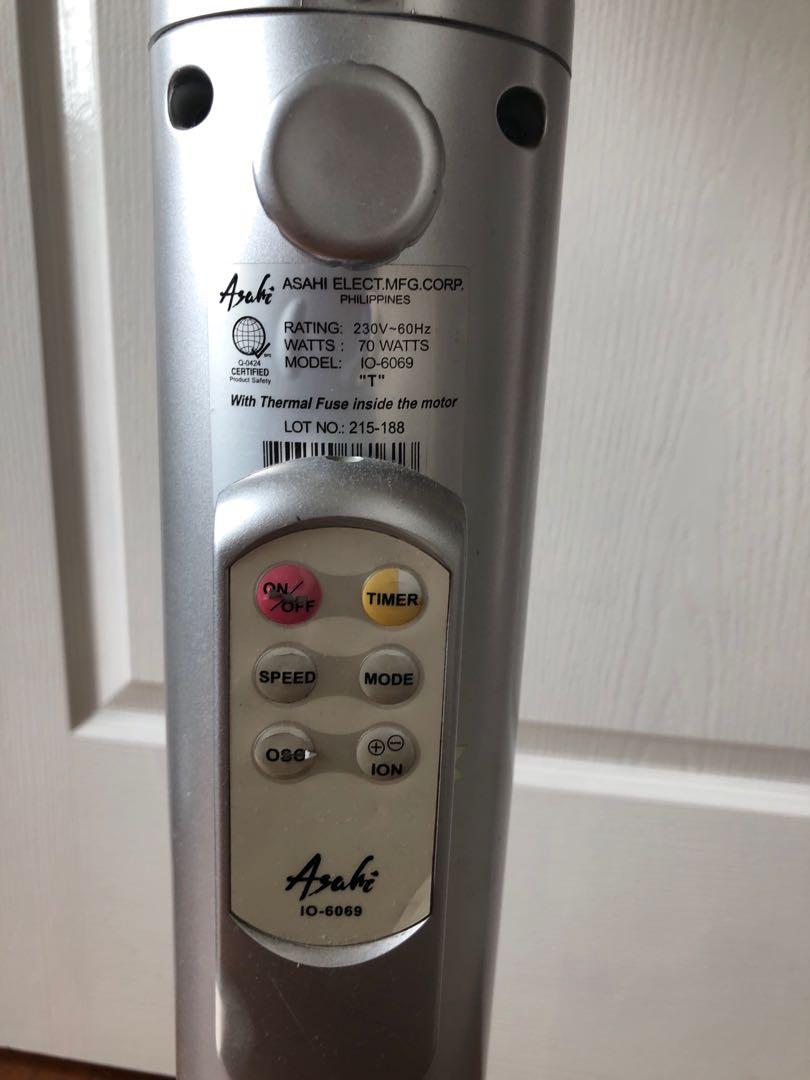 Asahi ASAHI ELECT.MFG.CORP.
PHILIPPINES
RATING: 230V~60Hz
WATTS : 70 WATTS
MODEL: IO-6069
"T"
Q-0424
CERTIFIED
Product Safety
With Thermal Fuse inside the motor
LOT NO.: 215-188
ON/OFF
TIMER
SPEED
MODE
OSC
ION
Asahi
IO-6069